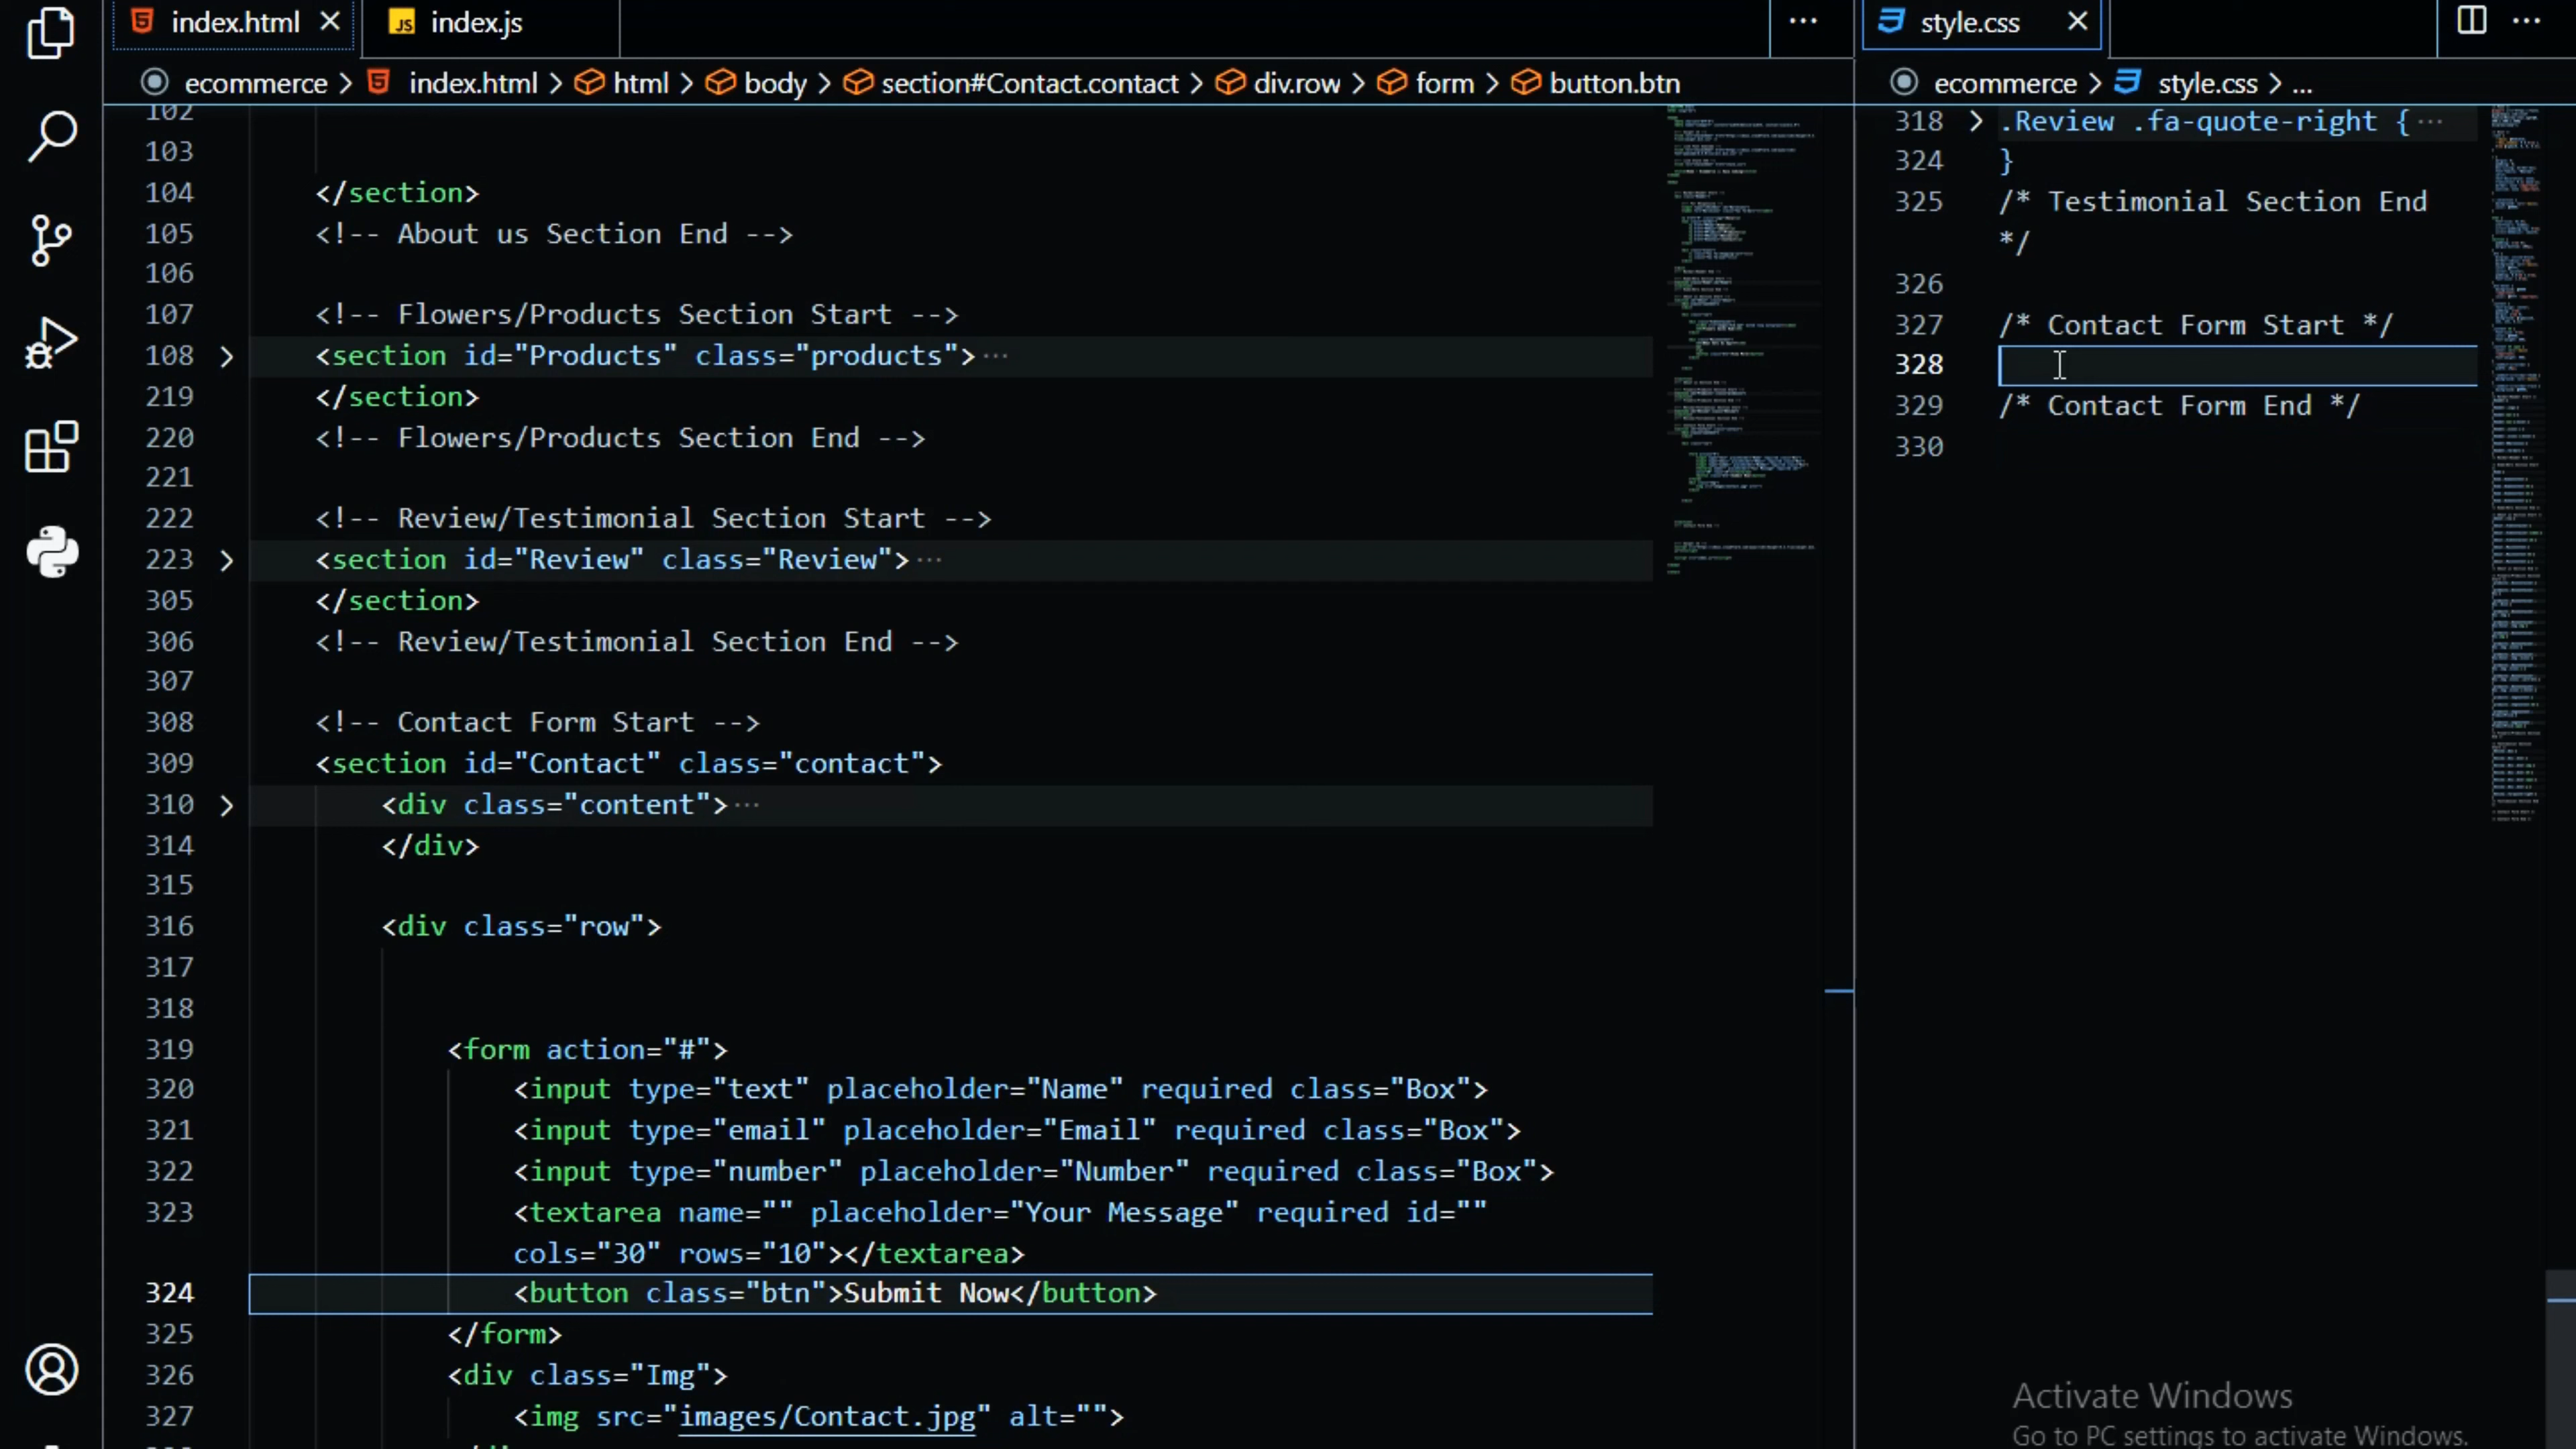 index.html
index.js
style.css
ecommerce > index.html > html > body > section#Contact.contact > div.row > form > button.btn
ecommerce > style.css > ...
102
103
104 </section>
105 <!-- About us Section End -->
106
107 <!-- Flowers/Products Section Start -->
108 <section id="Products" class="products">···
219 </section>
220 <!-- Flowers/Products Section End -->
221
222 <!-- Review/Testimonial Section Start -->
223 <section id="Review" class="Review">···
305 </section>
306 <!-- Review/Testimonial Section End -->
307
308 <!-- Contact Form Start -->
309 <section id="Contact" class="contact">
310 <div class="content">···
314 </div>
315
316 <div class="row">
317
318
319 <form action="#">
320 <input type="text" placeholder="Name" required class="Box">
321 <input type="email" placeholder="Email" required class="Box">
322 <input type="number" placeholder="Number" required class="Box">
323 <textarea name="" placeholder="Your Message" required id=""
cols="30" rows="10"></textarea>
324 <button class="btn">Submit Now</button>
325 </form>
326 <div class="Img">
327 <img src="images/Contact.jpg" alt="">
318 .Review .fa-quote-right {···
324 }
325 /* Testimonial Section End
*/
326
327 /* Contact Form Start */
328
329 /* Contact Form End */
330
Activate Windows
Go to PC settings to activate Windows.